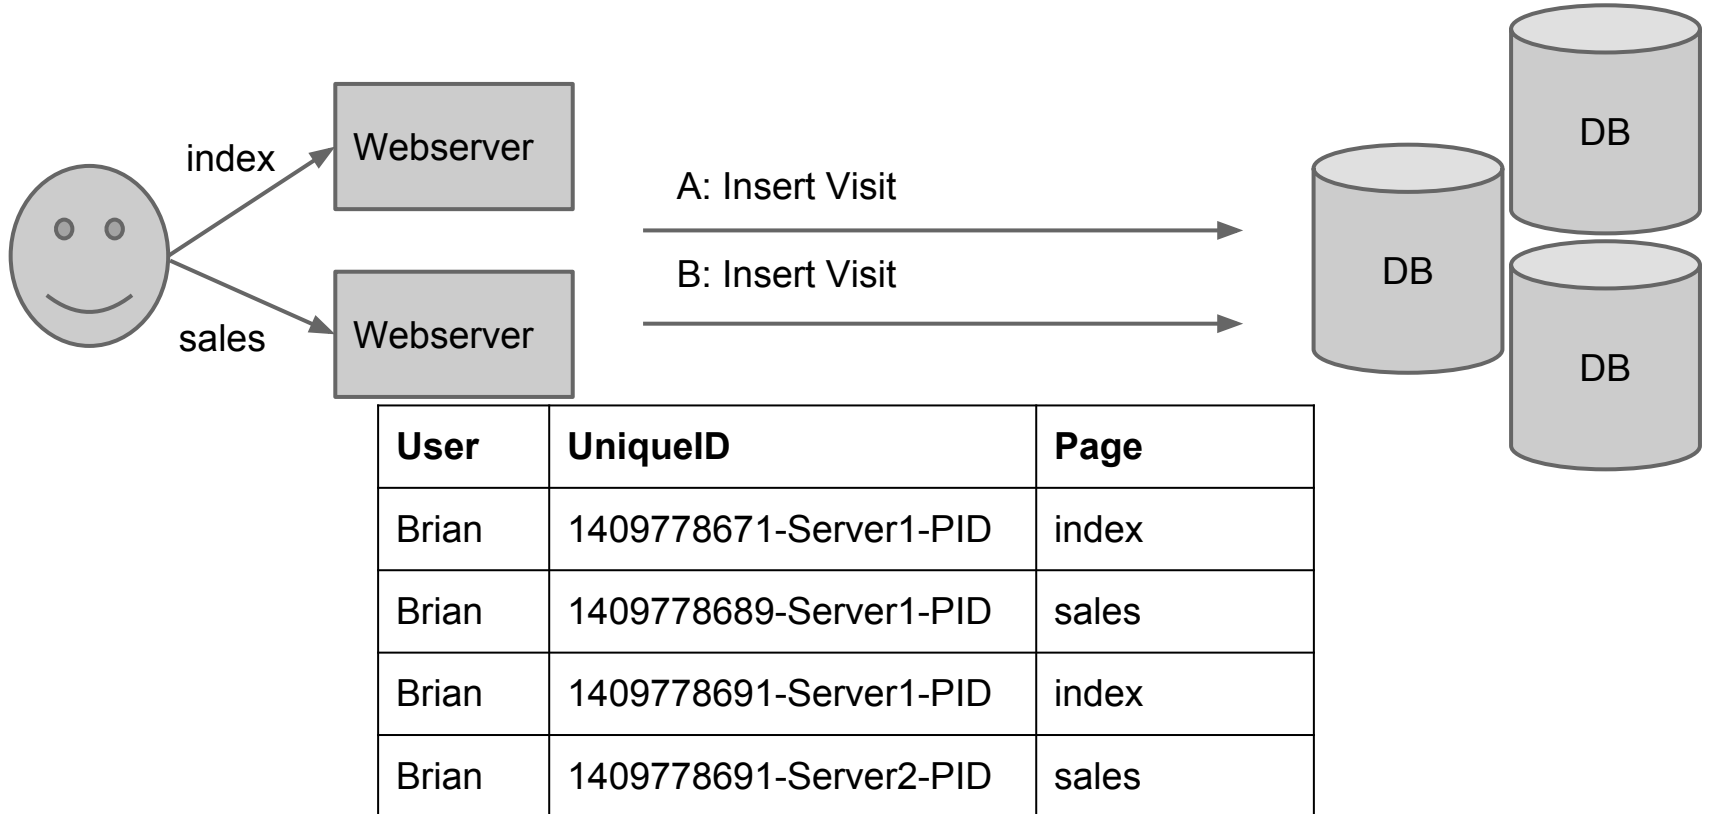 index
Webserver
sales
Webserver
A: Insert Visit
B: Insert Visit
DB
DB
DB
User UniqueID Page
Brian 1409778671-Server1-PID index
Brian 1409778689-Server1-PID sales
Brian 1409778691-Server1-PID index
Brian 1409778691-Server2-PID sales